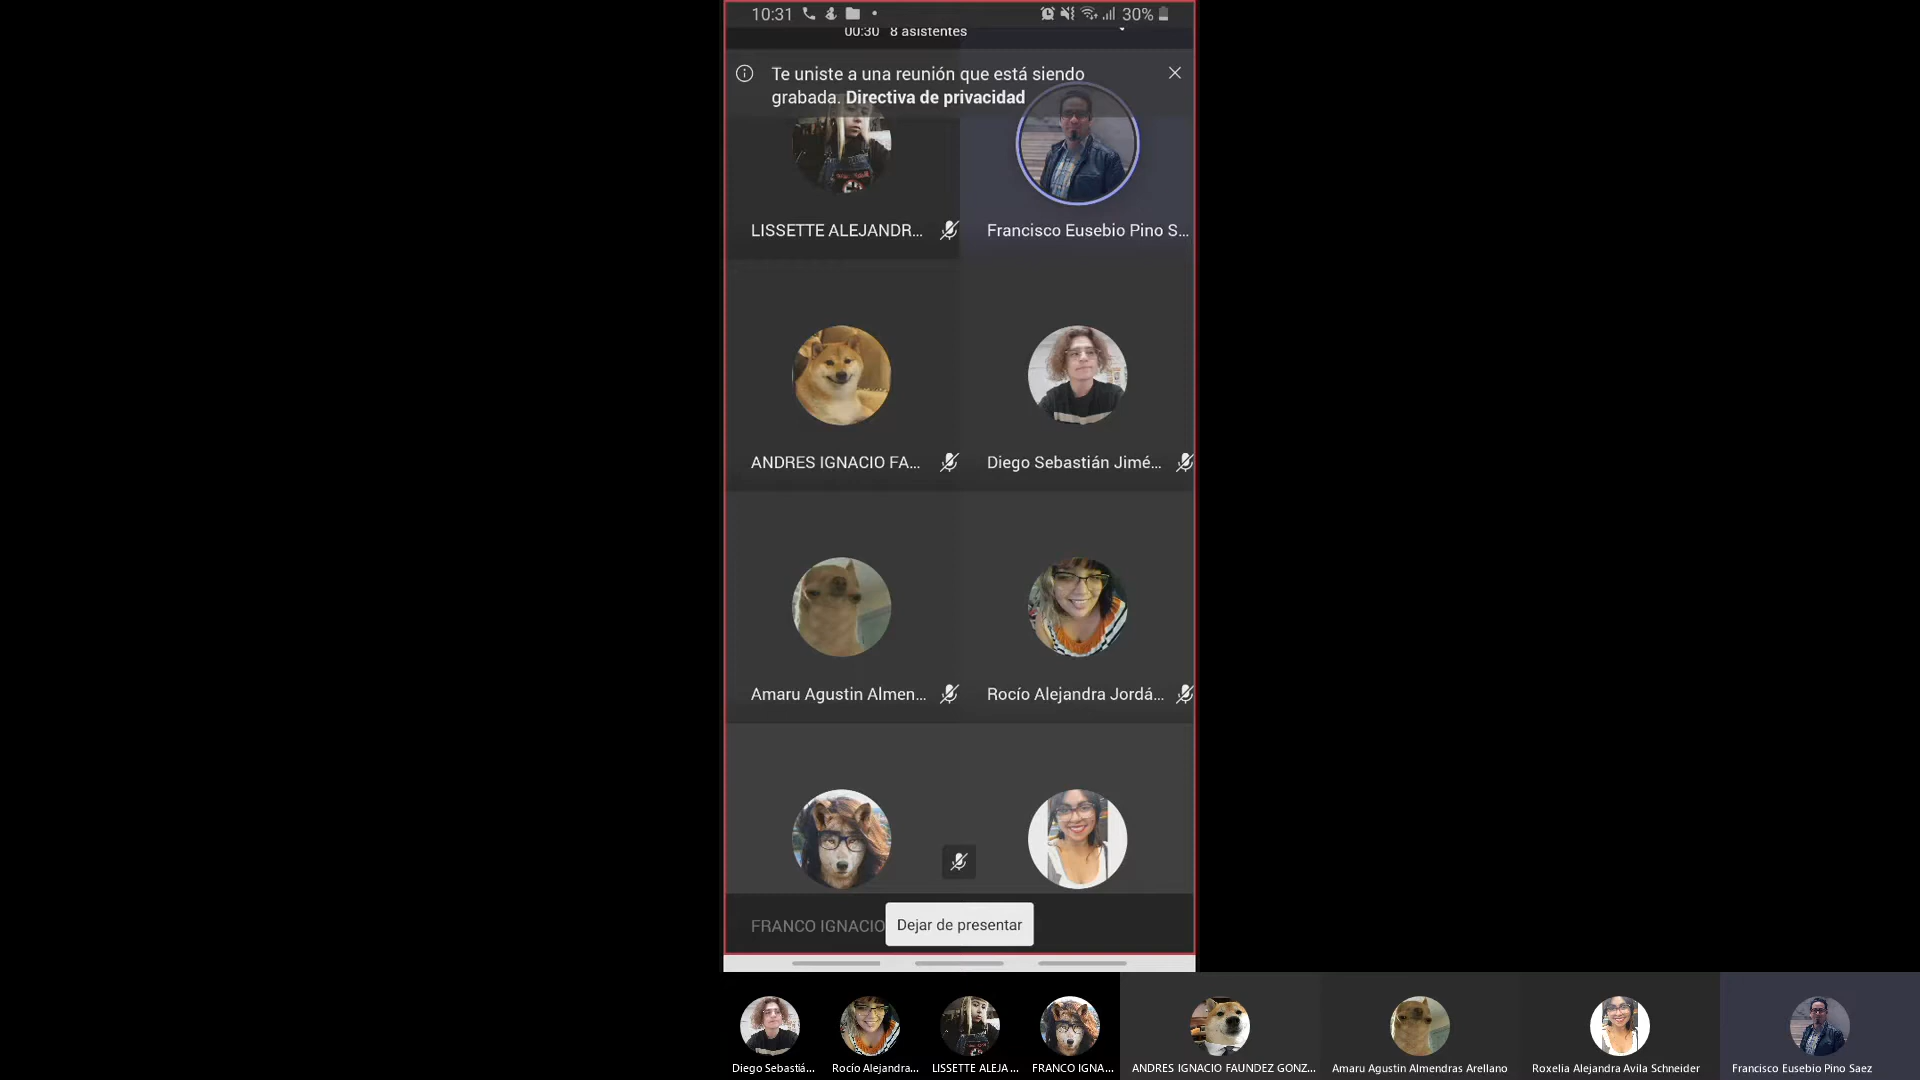 10:31
30%
00:30 8 asistentes
Te uniste a una reunión que está siendo
grabada. Directiva de privacidad
LISSETTE ALEJANDR...
Francisco Eusebio Pino S...
ANDRES IGNACIO FA...
Diego Sebastián Jimé...
Amaru Agustin Almen...
Rocío Alejandra Jordá...
FRANCO IGNACIO
Dejar de presentar
Diego Sebastiá...
Rocío Alejandra...
LISSETTE ALEJA...
FRANCO IGNA...
ANDRES IGNACIO FAUNDEZ GONZ...
Amaru Agustin Almendras Arellano
Roxelia Alejandra Avila Schneider
Francisco Eusebio Pino Saez